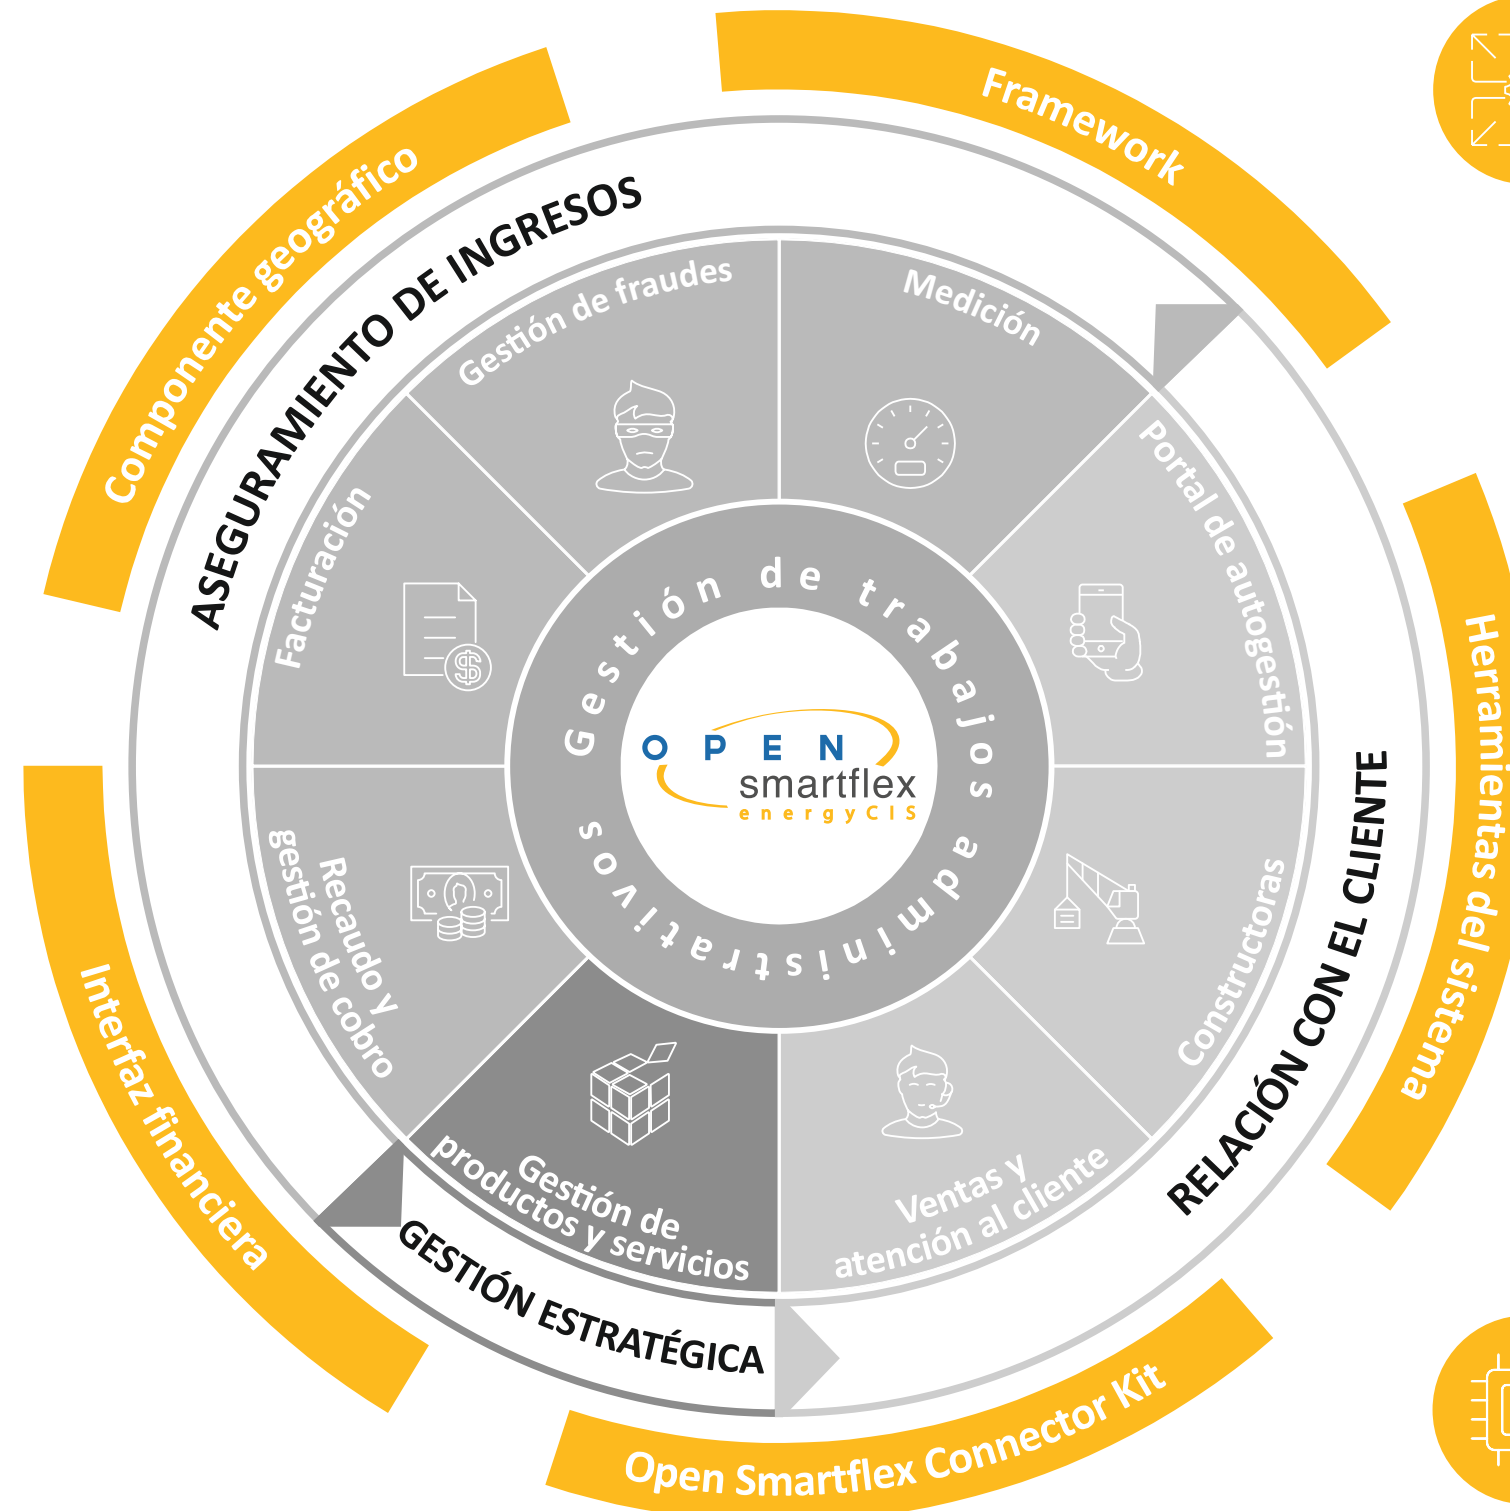 Framework
Componente geográfico
Herramientas del sistema
Interfaz financiera
Open Smartflex Connector Kit
ASEGURAMIENTO DE INGRESOS
RELACIÓN CON EL CLIENTE
GESTIÓN ESTRATÉGICA
Gestión de fraudes
Medición
Portal de autogestión
Constructoras
Ventas y
atención al cliente
Gestión de
productos y servicios
Recaudo y
gestión de cobro
Facturación
Gestión de trabajos administrativos
OPEN
smartflex
energyCIS
$